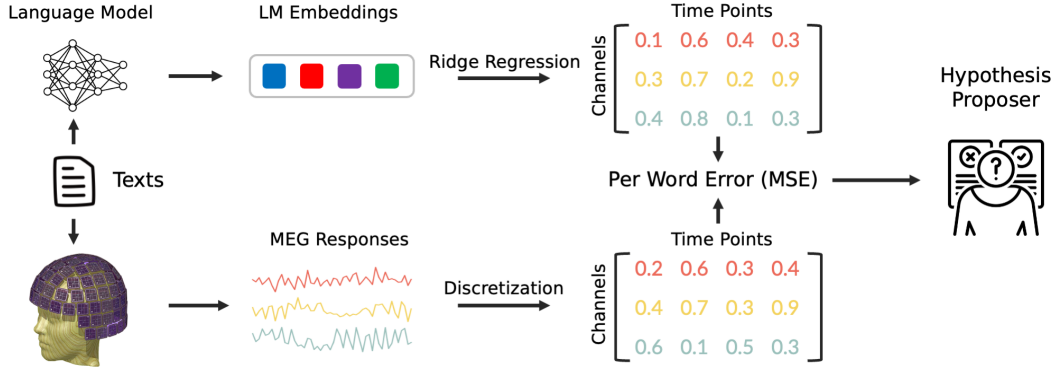 Language Model
LM Embeddings
Ridge Regression
Time Points
Channels
0.1 0.6 0.4 0.3
0.3 0.7 0.2 0.9
0.4 0.8 0.1 0.3
Hypothesis
Proposer
Texts
Per Word Error (MSE)
MEG Responses
Discretization
Time Points
Channels
0.2 0.6 0.3 0.4
0.4 0.7 0.3 0.9
0.6 0.1 0.5 0.3
?